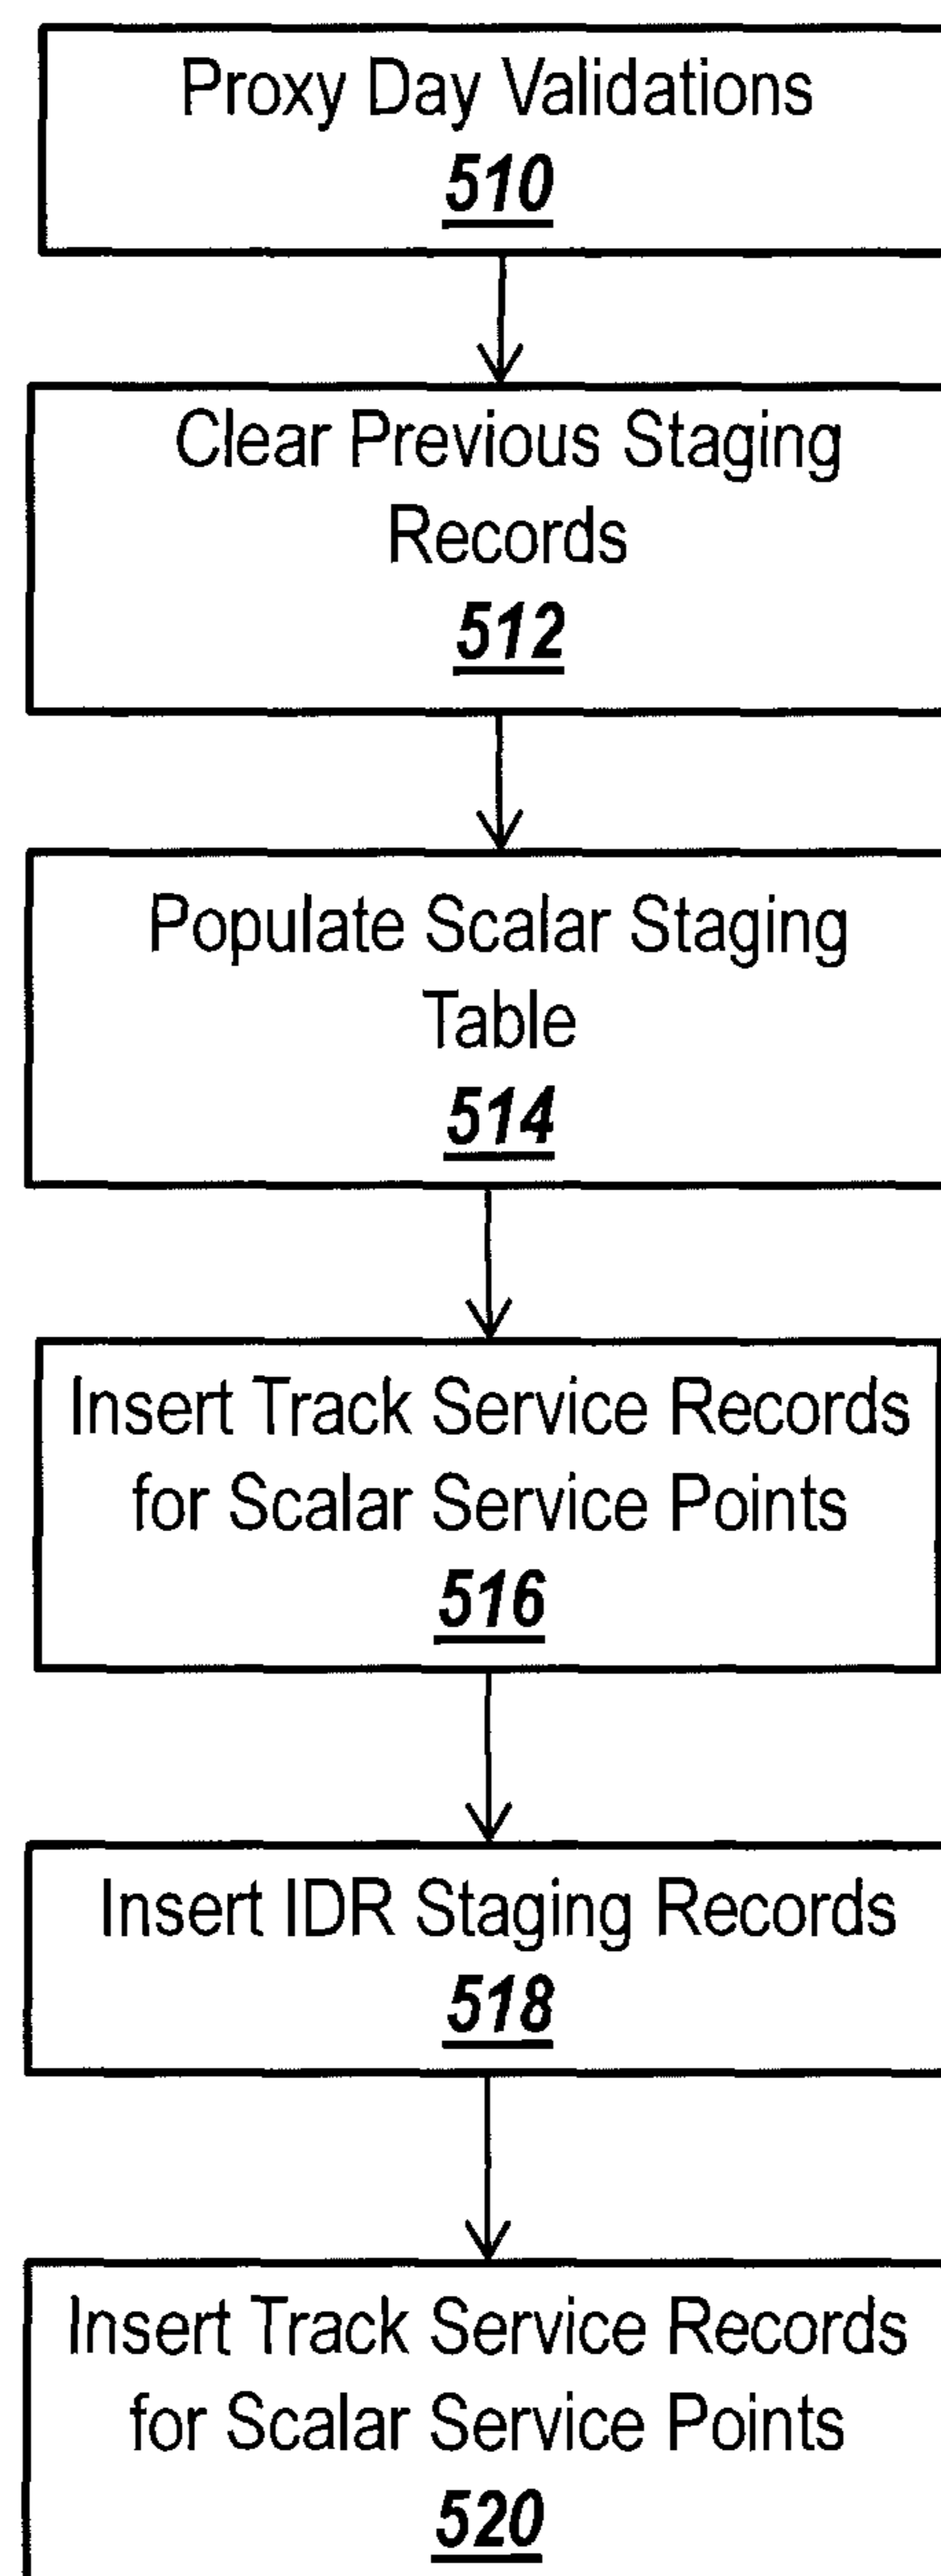 Proxy Day Validations
510
Clear Previous Staging
Records
512
Populate Scalar Staging
Table
514
Insert Track Service Records
for Scalar Service Points
516
Insert IDR Staging Records
518
Insert Track Service Records
for Scalar Service Points
520